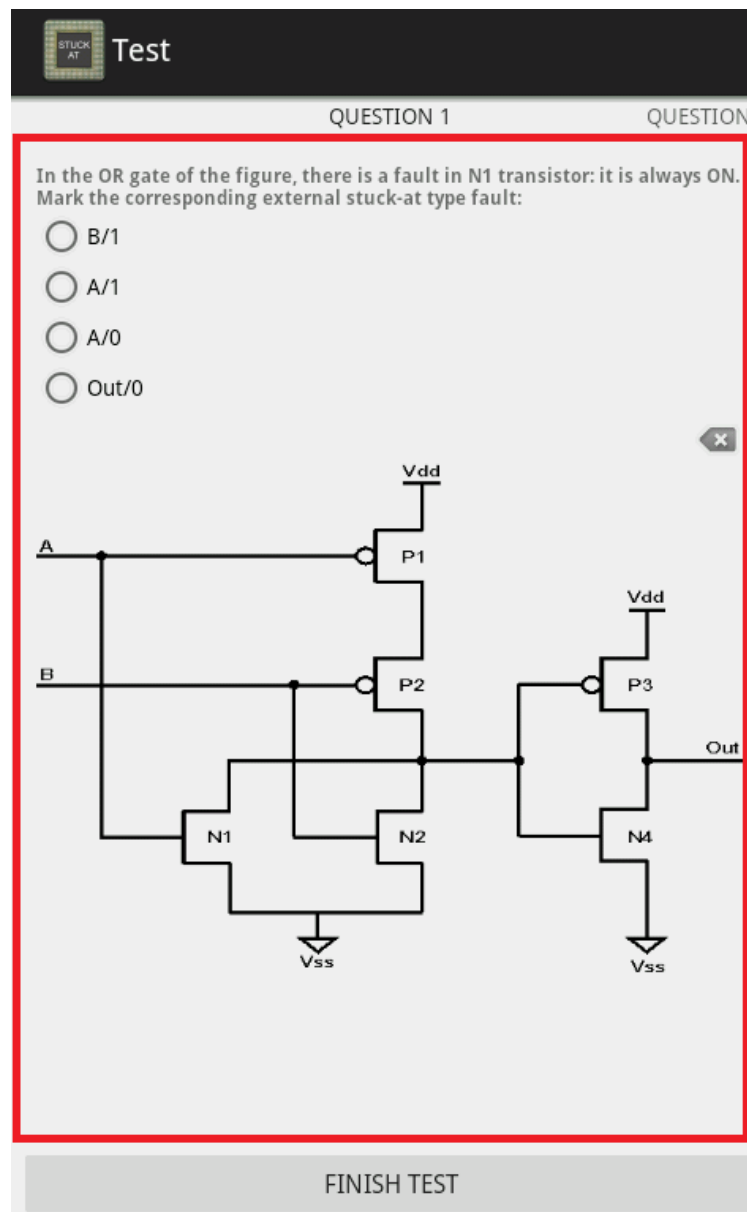 STUCK
AT
Test
QUESTION 1
QUESTION
In the OR gate of the figure, there is a fault in N1 transistor: it is always ON.
Mark the corresponding external stuck-at type fault:
B/1
A/1
A/0
Out/0
Vdd
A
P1
Vdd
B
P2
P3
Out
N1
N2
N4
Vss
Vss
FINISH TEST